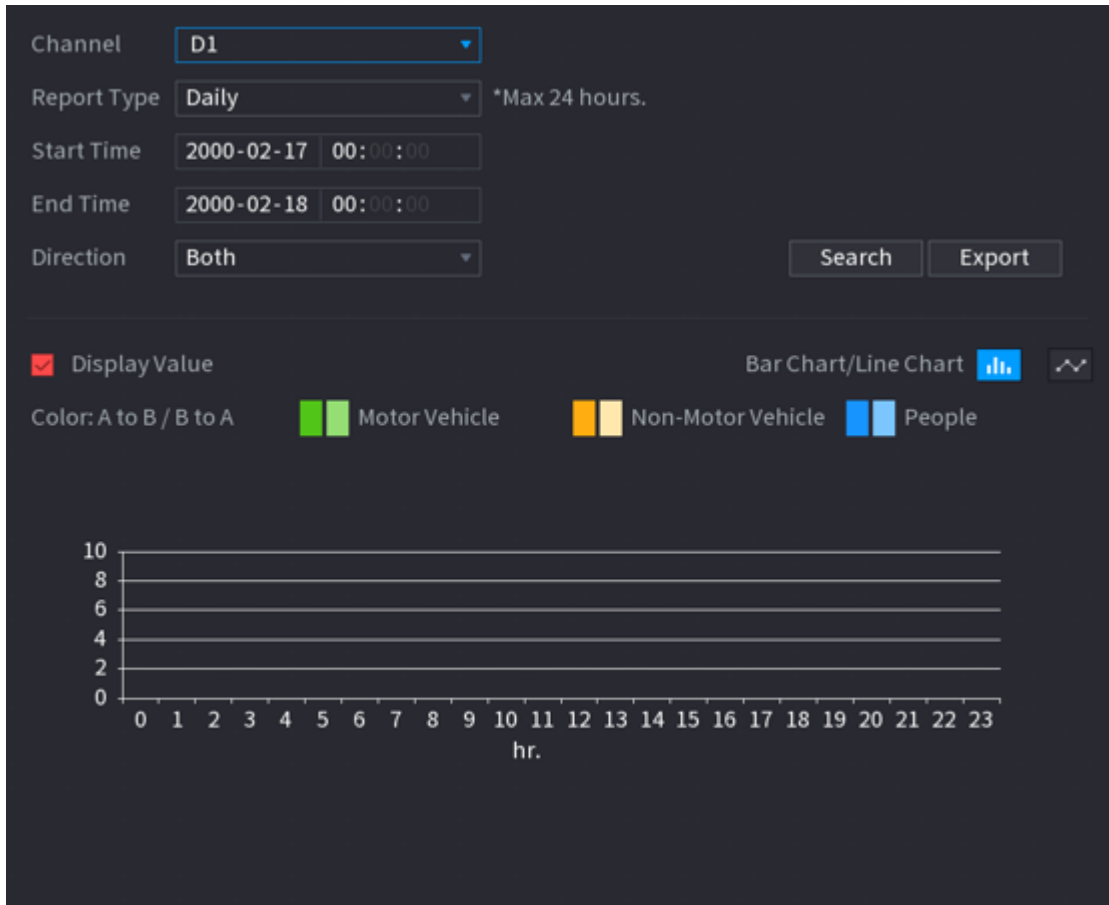 Channel D1
Report Type Daily *Max 24 hours.
Start Time 2000-02-17 00:00:00
End Time 2000-02-18 00:00:00
Direction Both Search Export
Display Value Bar Chart/Line Chart
Color: A to B / B to A Motor Vehicle Non-Motor Vehicle People
10
8
6
4
2
0
0 1 2 3 4 5 6 7 8 9 10 11 12 13 14 15 16 17 18 19 20 21 22 23
hr.